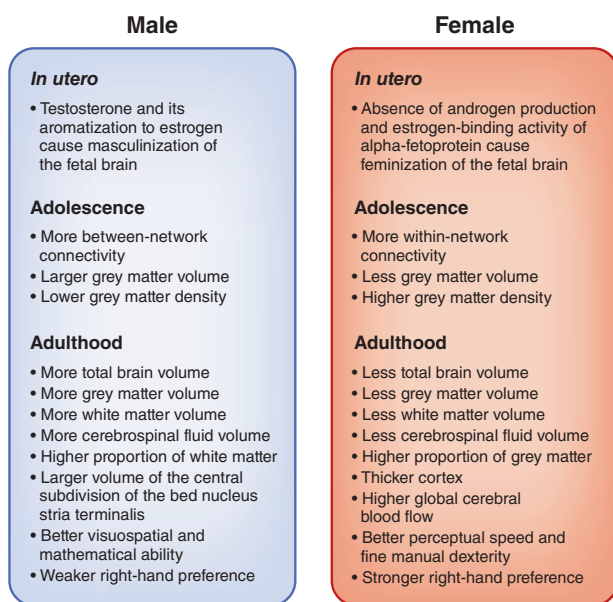 Male
In utero
• Testosterone and its
aromatization to estrogen
cause masculinization of
the fetal brain
Adolescence
• More between-network
connectivity
• Larger grey matter volume
• Lower grey matter density
Adulthood
• More total brain volume
• More grey matter volume
• More white matter volume
• More cerebrospinal fluid volume
• Higher proportion of white matter
• Larger volume of the central
subdivision of the bed nucleus
stria terminalis
• Better visuospatial and
mathematical ability
• Weaker right-hand preference
Female
In utero
• Absence of androgen production
and estrogen-binding activity of
alpha-fetoprotein cause
feminization of the fetal brain
Adolescence
• More within-network
connectivity
• Less grey matter volume
• Higher grey matter density
Adulthood
• Less total brain volume
• Less grey matter volume
• Less white matter volume
• Less cerebrospinal fluid volume
• Higher proportion of grey matter
• Thicker cortex
• Higher global cerebral
blood flow
• Better perceptual speed and
fine manual dexterity
• Stronger right-hand preference